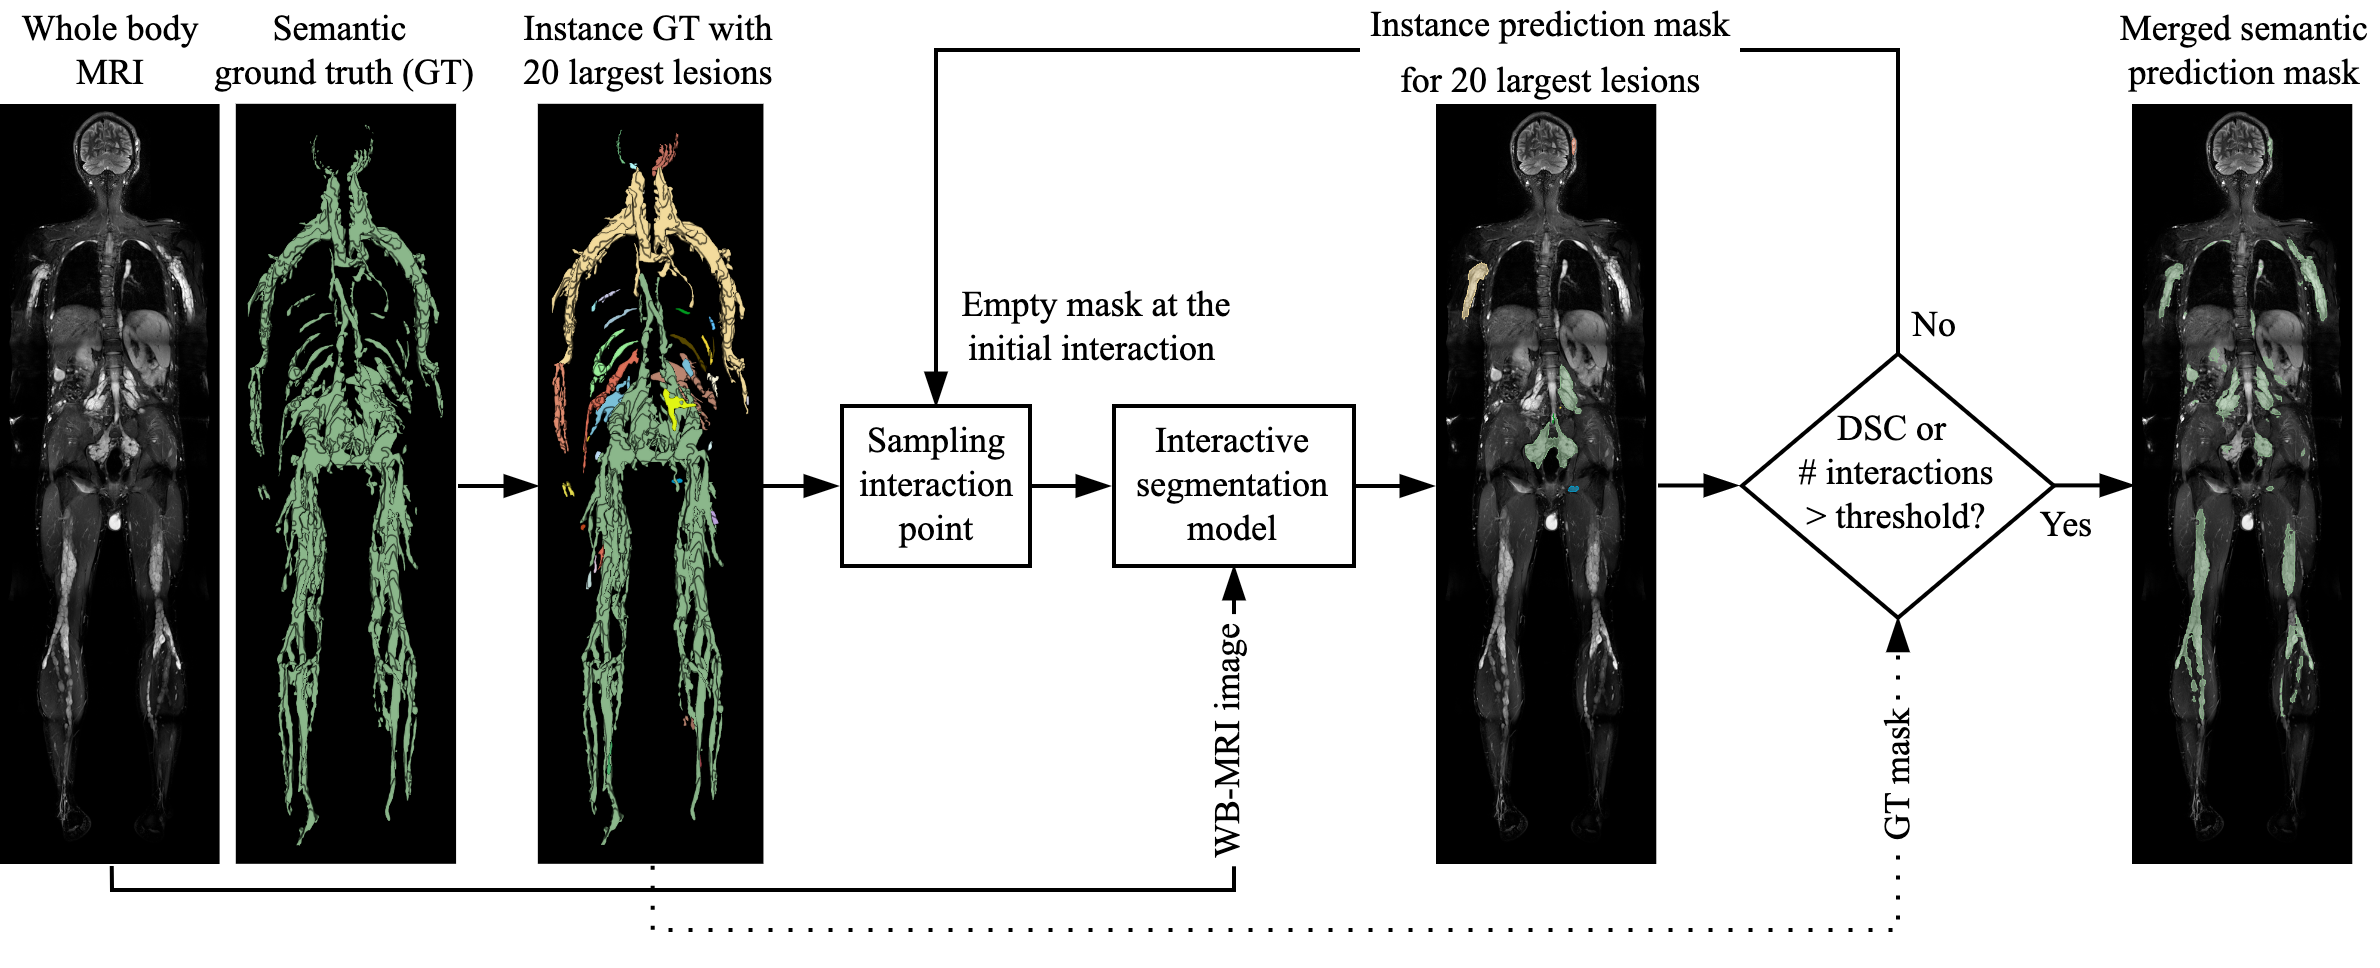 Whole body
MRI
Semantic
ground truth (GT)
Instance GT with
20 largest lesions
Instance prediction mask
for 20 largest lesions
Merged semantic
prediction mask
Empty mask at the
initial interaction
No
Sampling
interaction
point
Interactive
segmentation
model
DSC or
# interactions
> threshold?
Yes
WB-MRI image
GT mask